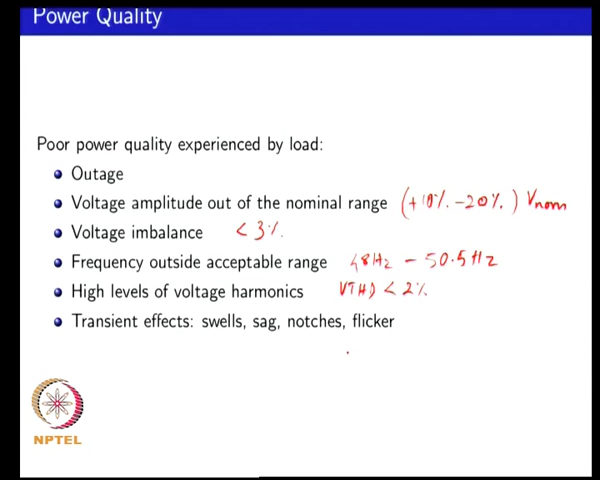 Power Quality
Poor power quality experienced by load:
Outage
Voltage amplitude out of the nominal range (+10% -20%) Vnom
Voltage imbalance < 3%
Frequency outside acceptable range 48Hz - 50.5Hz
High levels of voltage harmonics VTHD < 2%
Transient effects: swells, sag, notches, flicker
NPTEL